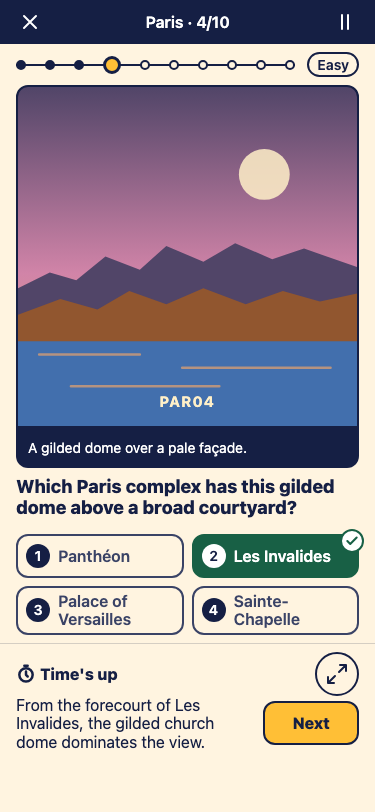 Paris · 4/10
Easy
PAR04
A gilded dome over a pale façade.
Which Paris complex has this gilded
dome above a broad courtyard?
1 Panthéon
2 Les Invalides
3 Palace of
Versailles
4 Sainte-
Chapelle
Time's up
From the forecourt of Les
Invalides, the gilded church
dome dominates the view.
Next